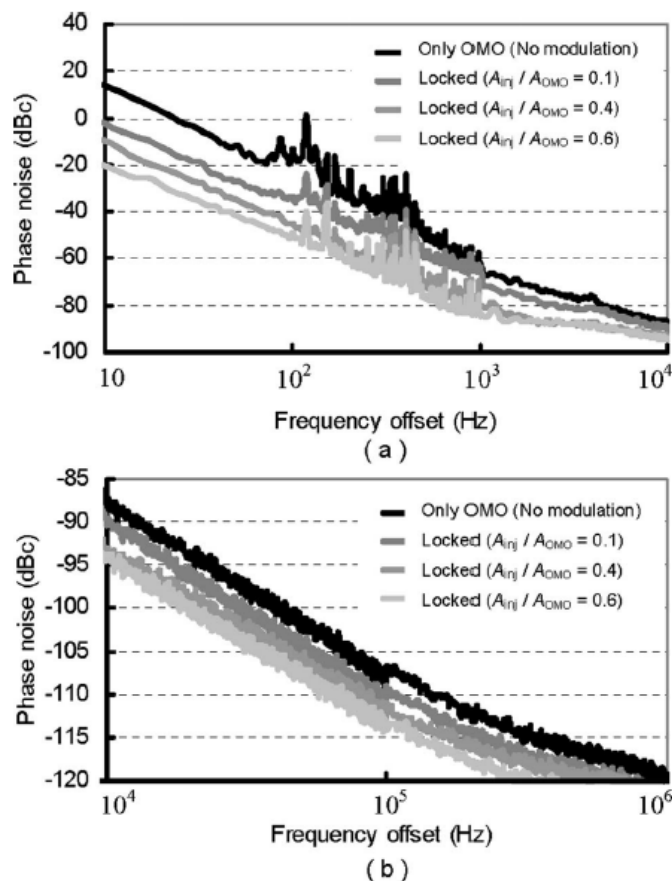 40
20
0
-20
-40
-60
-80
-100
Phase noise (dBc)
Only OMO (No modulation)
Locked (Ainj / AOMO = 0.1)
Locked (Ainj / AOMO = 0.4)
Locked (Ainj / AOMO = 0.6)
10 10² 10³ 10⁴
Frequency offset (Hz)
( a )
-85
-90
-95
-100
-105
-110
-115
-120
Phase noise (dBc)
Only OMO (No modulation)
Locked (Ainj / AOMO = 0.1)
Locked (Ainj / AOMO = 0.4)
Locked (Ainj / AOMO = 0.6)
10⁴ 10⁵ 10⁶
Frequency offset (Hz)
( b )